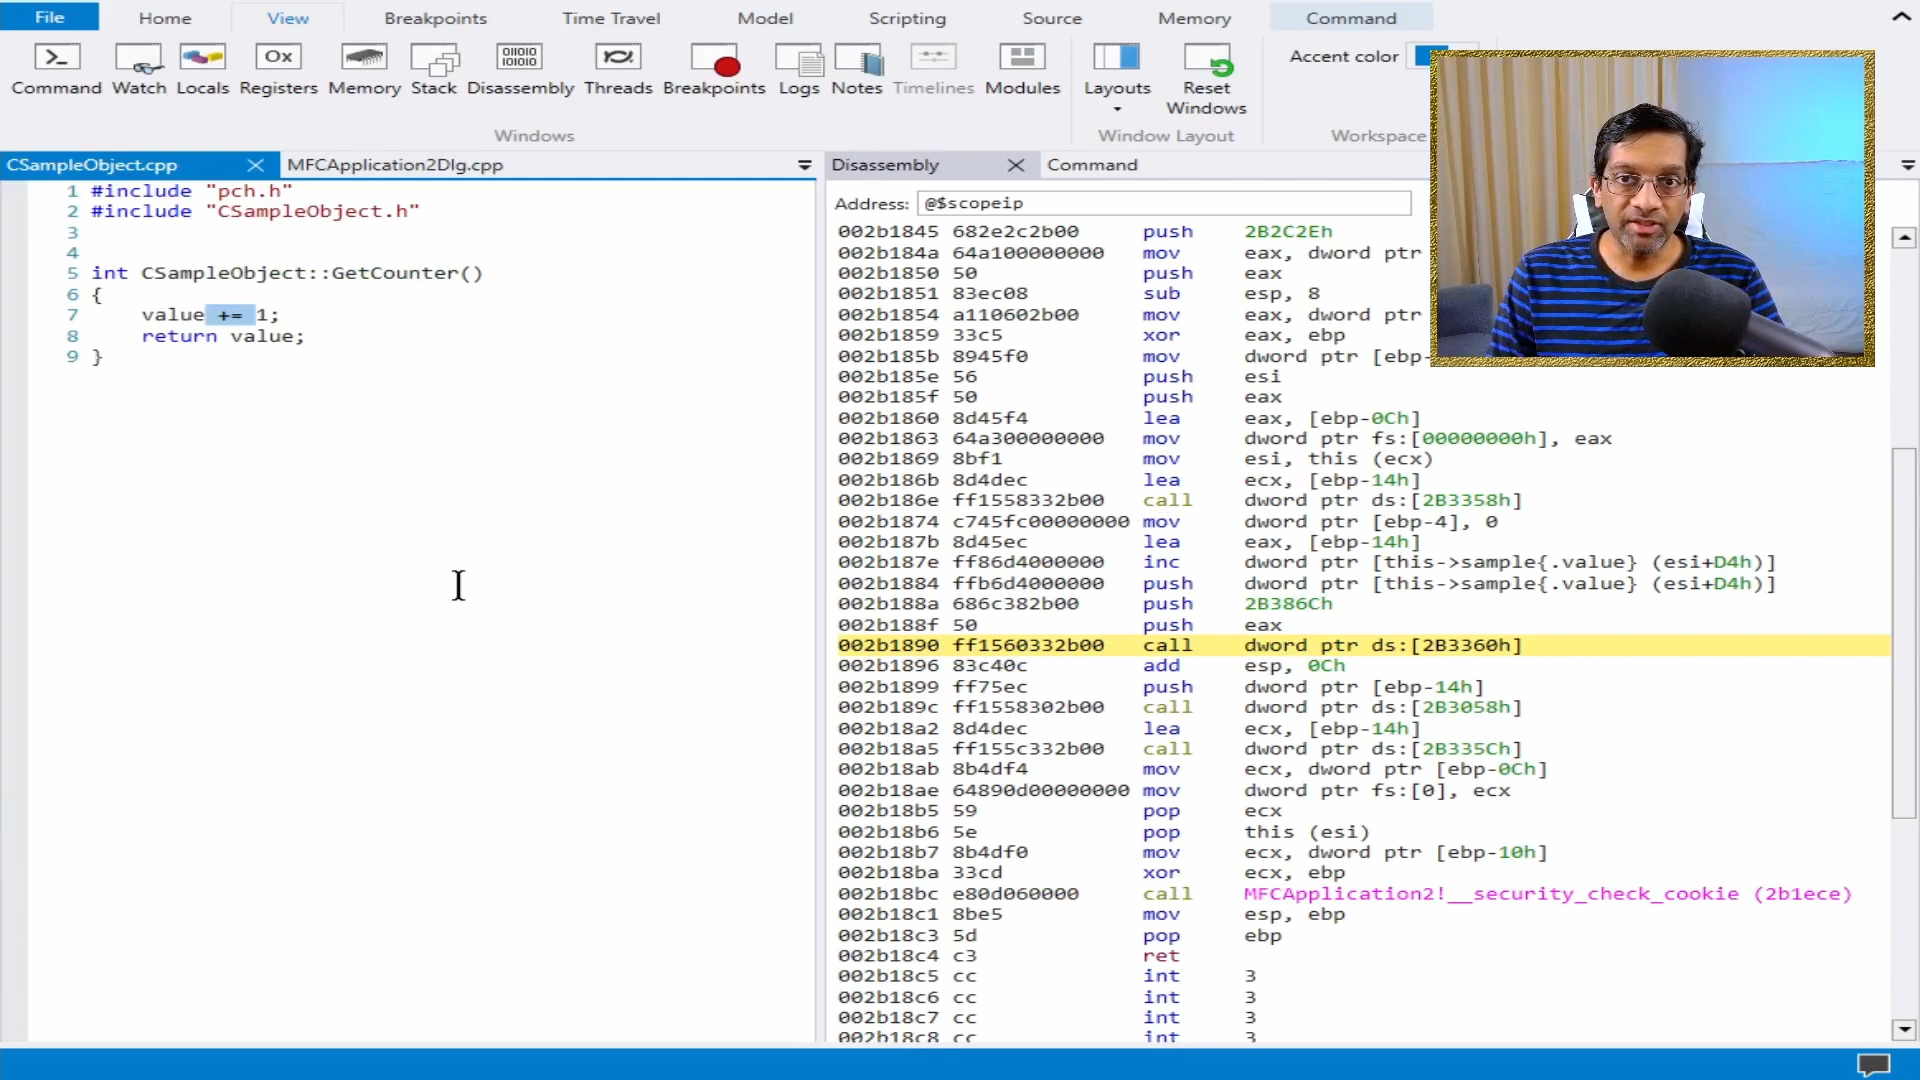 File Home View Breakpoints Time Travel Model Scripting Source Memory Command
Command Watch Locals Registers Memory Stack Disassembly Threads Breakpoints Logs Notes Timelines Modules Layouts Reset Windows
Accent color
Windows Window Layout Workspace
CSampleObject.cpp MFCApplication2Dlg.cpp
1 #include "pch.h"
2 #include "CSampleObject.h"
3
4
5 int CSampleObject::GetCounter()
6 {
7 value += 1;
8 return value;
9 }
Disassembly Command
Address: @$scopeip
002b1845 682e2c2b00 push 2B2C2Eh
002b184a 64a100000000 mov eax, dword ptr
002b1850 50 push eax
002b1851 83ec08 sub esp, 8
002b1854 a110602b00 mov eax, dword ptr
002b1859 33c5 xor eax, ebp
002b185b 8945f0 mov dword ptr [ebp-
002b185e 56 push esi
002b185f 50 push eax
002b1860 8d45f4 lea eax, [ebp-0Ch]
002b1863 64a300000000 mov dword ptr fs:[00000000h], eax
002b1869 8bf1 mov esi, this (ecx)
002b186b 8d4dec lea ecx, [ebp-14h]
002b186e ff1558332b00 call dword ptr ds:[2B3358h]
002b1874 c745fc00000000 mov dword ptr [ebp-4], 0
002b187b 8d45ec lea eax, [ebp-14h]
002b187e ff86d4000000 inc dword ptr [this->sample{.value} (esi+D4h)]
002b1884 ffb6d4000000 push dword ptr [this->sample{.value} (esi+D4h)]
002b188a 686c382b00 push 2B386Ch
002b188f 50 push eax
002b1890 ff1560332b00 call dword ptr ds:[2B3360h]
002b1896 83c40c add esp, 0Ch
002b1899 ff75ec push dword ptr [ebp-14h]
002b189c ff1558302b00 call dword ptr ds:[2B3058h]
002b18a2 8d4dec lea ecx, [ebp-14h]
002b18a5 ff155c332b00 call dword ptr ds:[2B335Ch]
002b18ab 8b4df4 mov ecx, dword ptr [ebp-0Ch]
002b18ae 64890d00000000 mov dword ptr fs:[0], ecx
002b18b5 59 pop ecx
002b18b6 5e pop this (esi)
002b18b7 8b4df0 mov ecx, dword ptr [ebp-10h]
002b18ba 33cd xor ecx, ebp
002b18bc e80d060000 call MFCApplication2!__security_check_cookie (2b1ece)
002b18c1 8be5 mov esp, ebp
002b18c3 5d pop ebp
002b18c4 c3 ret
002b18c5 cc int 3
002b18c6 cc int 3
002b18c7 cc int 3
002b18c8 cc int 3